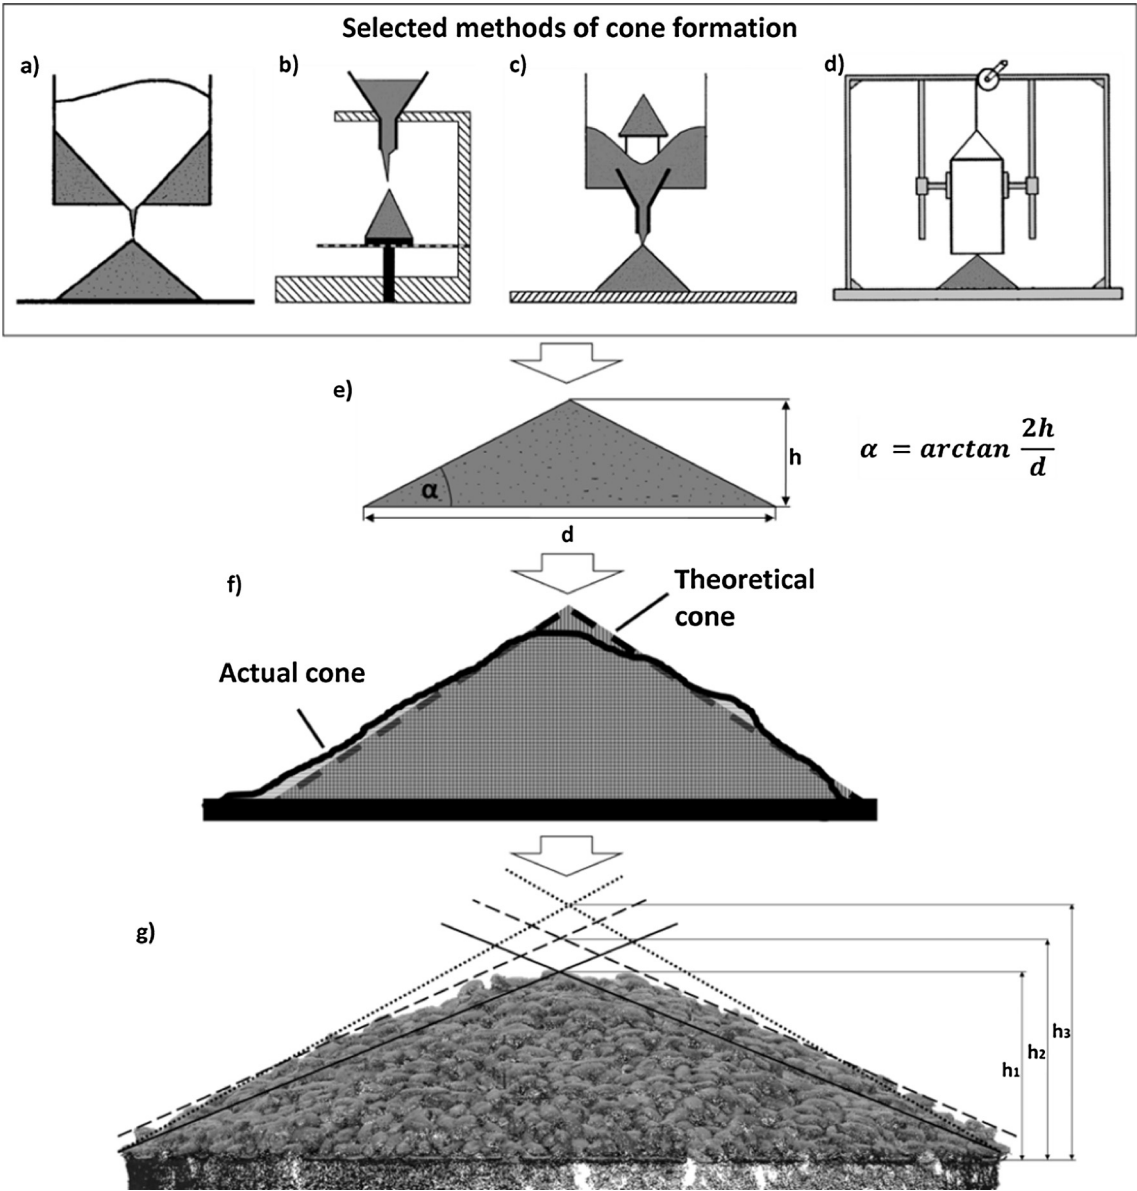 Selected methods of cone formation
a)
b)
c)
d)
e)
h
α
d
α = arctan 2h/d
f)
Theoretical
cone
Actual cone
g)
h₁
h₂
h₃